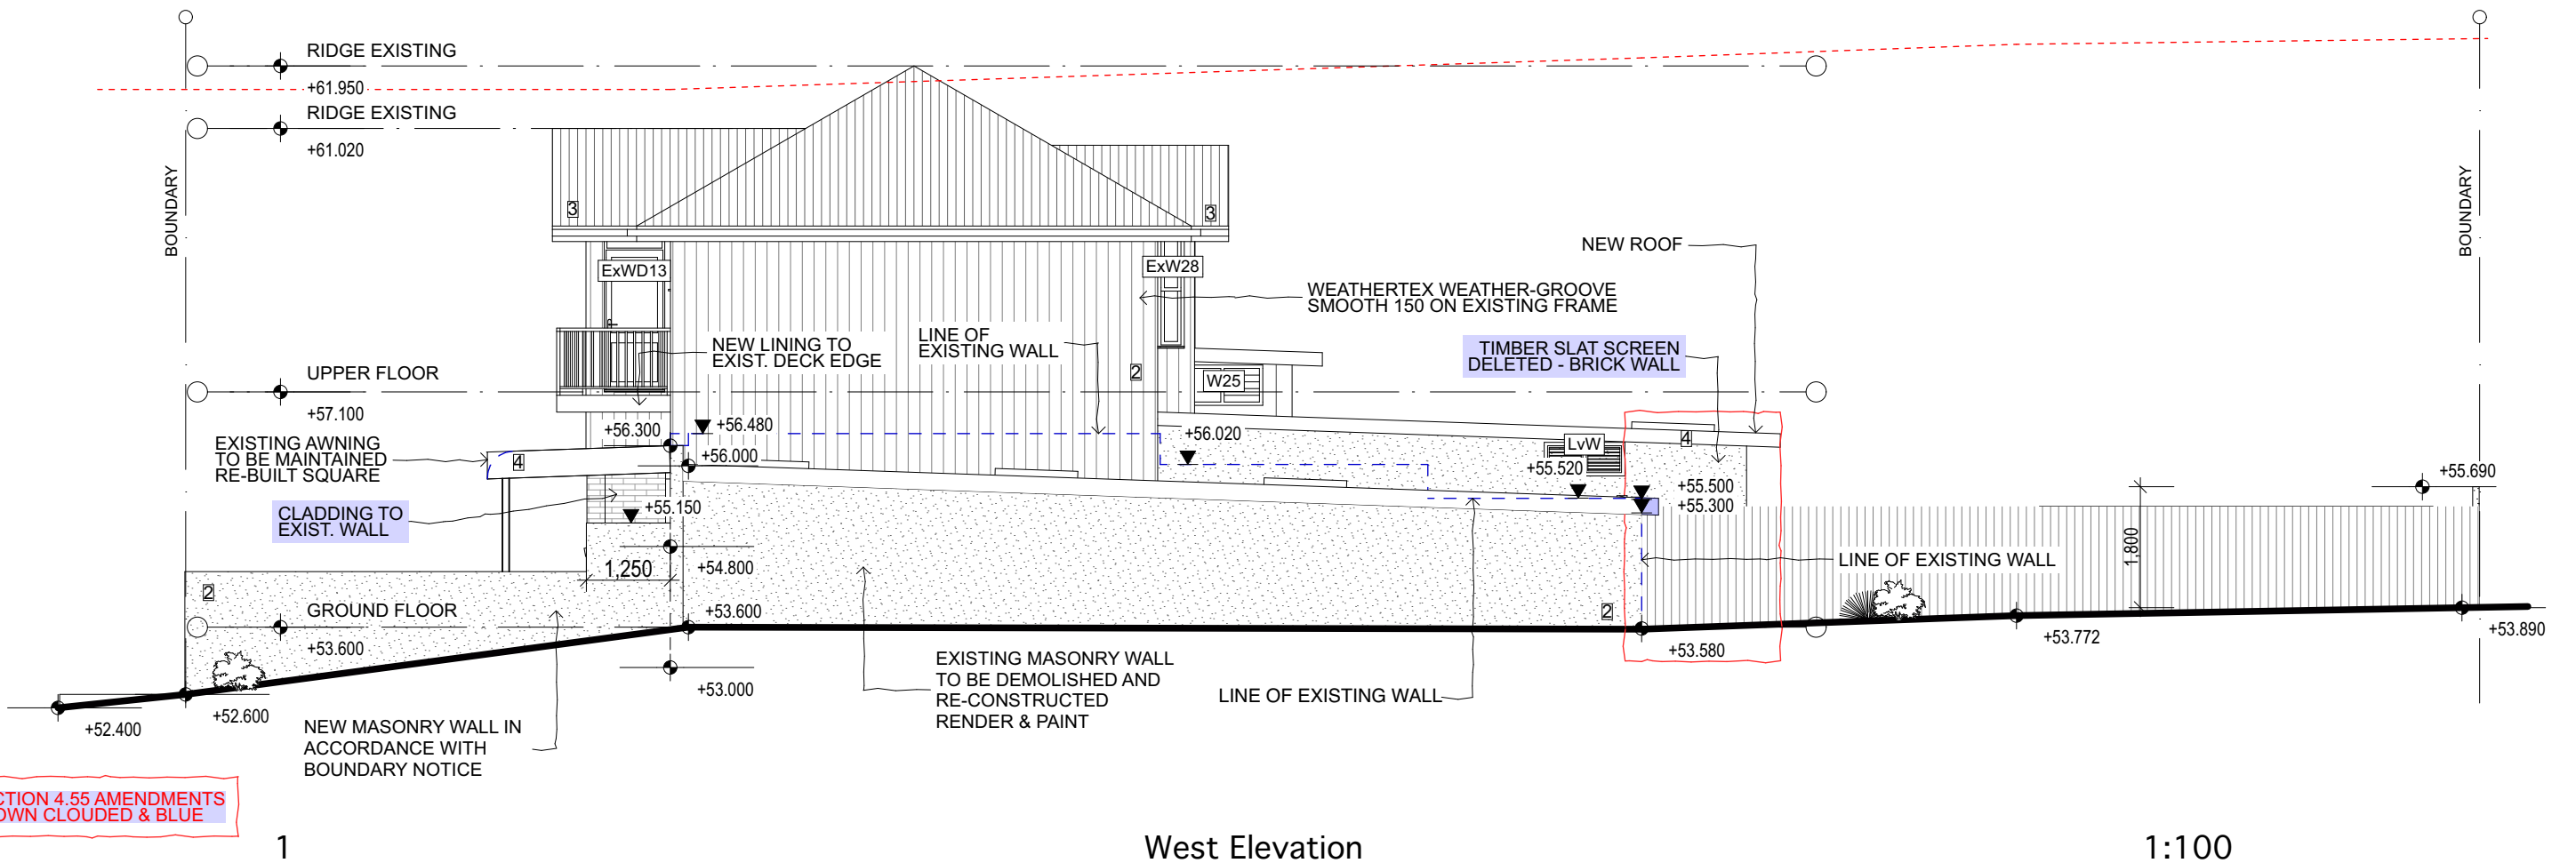 RIDGE EXISTING
+61.950
RIDGE EXISTING
+61.020
BOUNDARY
BOUNDARY
3
3
NEW ROOF
ExWD13
ExW28
WEATHERTEX WEATHER-GROOVE
SMOOTH 150 ON EXISTING FRAME
NEW LINING TO
EXIST. DECK EDGE
LINE OF
EXISTING WALL
TIMBER SLAT SCREEN
DELETED - BRICK WALL
UPPER FLOOR
+57.100
2
W25
+56.300
+56.480
+56.020
EXISTING AWNING
TO BE MAINTAINED
RE-BUILT SQUARE
4
+56.000
LvW
4
+55.520
+55.690
+55.500
+55.300
CLADDING TO
EXIST. WALL
+55.150
1,250
+54.800
LINE OF EXISTING WALL
1,800
2
GROUND FLOOR
+53.600
+53.600
2
+53.580
+53.772
+53.890
+53.000
EXISTING MASONRY WALL
TO BE DEMOLISHED AND
RE-CONSTRUCTED
RENDER & PAINT
LINE OF EXISTING WALL
+52.400
+52.600
NEW MASONRY WALL IN
ACCORDANCE WITH
BOUNDARY NOTICE
CTION 4.55 AMENDMENTS
OWN CLOUDED & BLUE
1
West Elevation
1:100